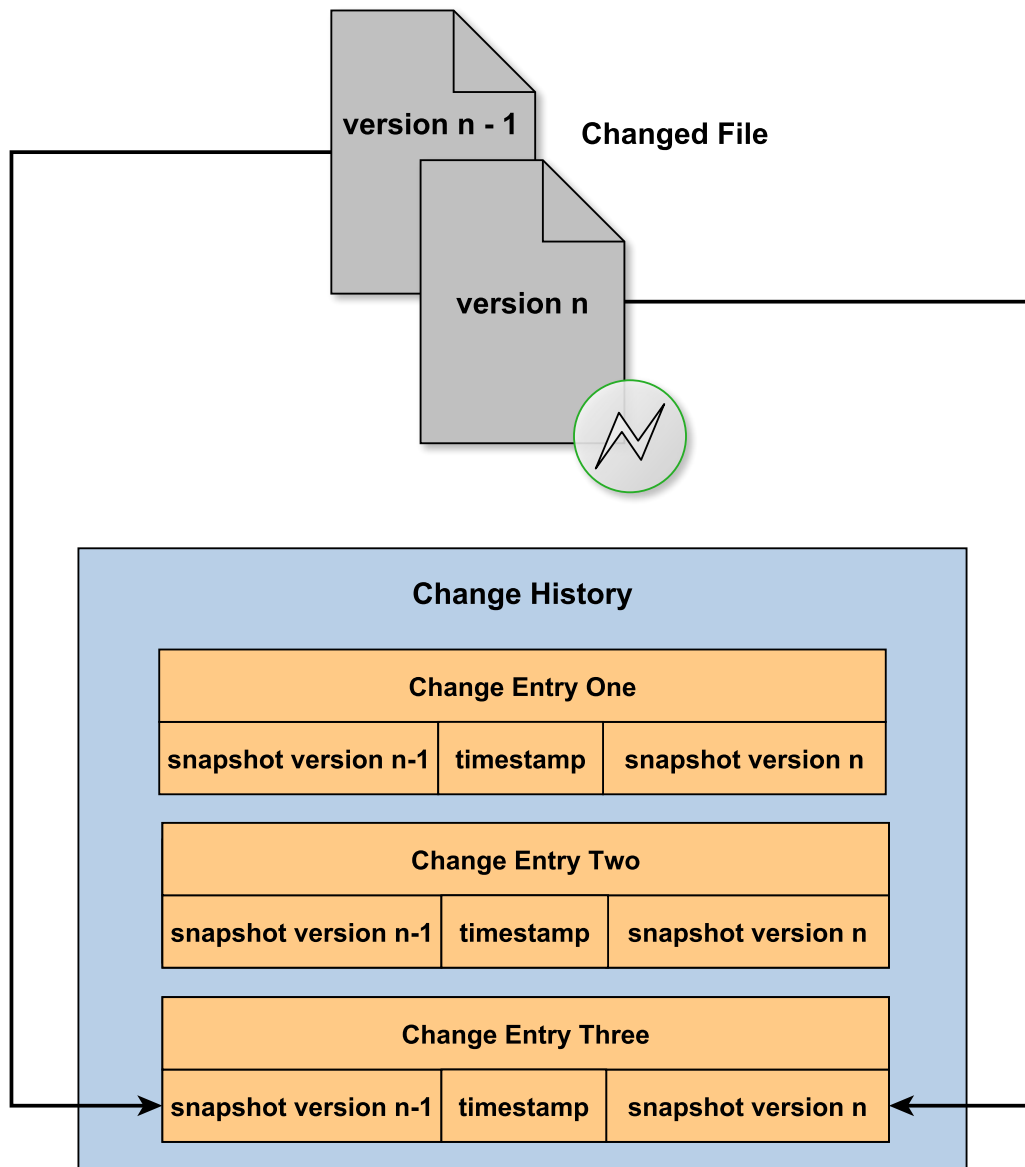 version n - 1
Changed File
version n
Change History
Change Entry One
snapshot version n-1 timestamp snapshot version n
Change Entry Two
snapshot version n-1 timestamp snapshot version n
Change Entry Three
snapshot version n-1 timestamp snapshot version n